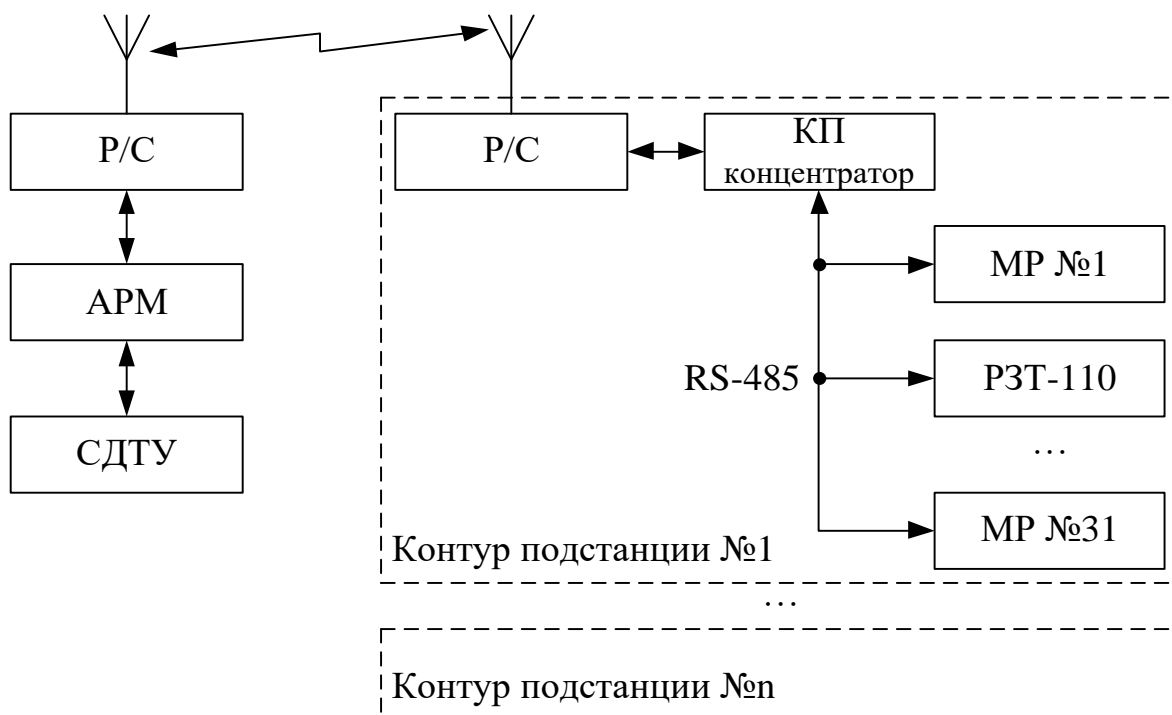 Р/С
АРМ
СДТУ
Р/С
КП
концентратор
МР №1
RS-485
РЗТ-110
...
МР №31
Контур подстанции №1
...
Контур подстанции №n